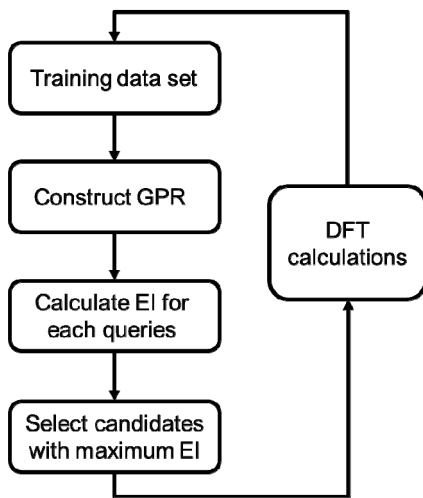 Training data set
Construct GPR
Calculate EI for
each queries
Select candidates
with maximum EI
DFT
calculations